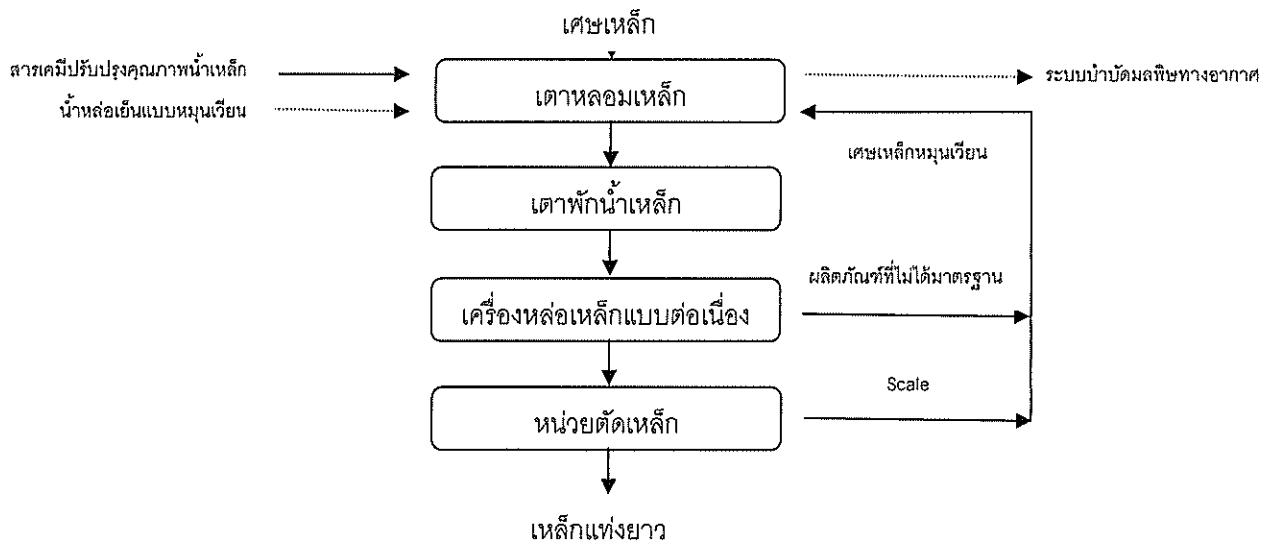 เศษเหล็ก
สารเคมีปรับปรุงคุณภาพน้ำเหล็ก
เตาหลอมเหล็ก
ระบบบำบัดมลพิษทางอากาศ
น้ำหล่อเย็นแบบหมุนเวียน
เศษเหล็กหมุนเวียน
เตาพักน้ำเหล็ก
ผลิตภัณฑ์ที่ไม่ได้มาตรฐาน
เครื่องหล่อเหล็กแบบต่อเนื่อง
Scale
หน่วยตัดเหล็ก
เหล็กแท่งยาว